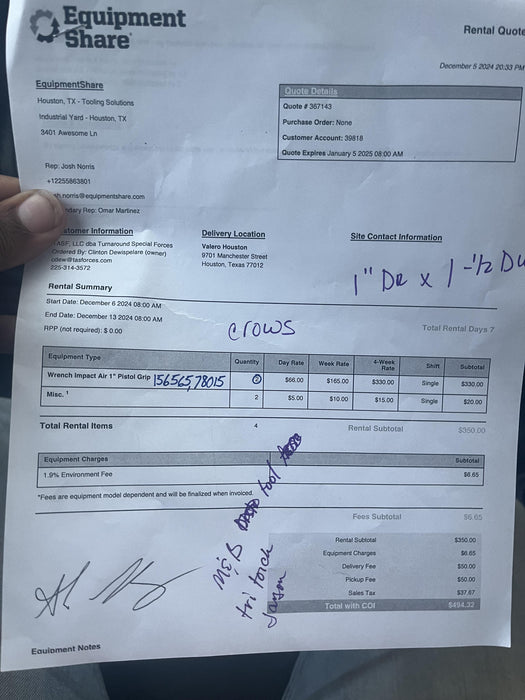 Equipment
Share
Rental Quote
December 5 2024 20:33 PM
EquipmentShare
Houston, TX - Tooling Solutions
Industrial Yard - Houston, TX
3401 Awesome Ln
Rep: Josh Norris
+12255863801
h.norris@equipmentshare.com
ndary Rep: Omar Martinez
Quote Details
Quote # 367143
Purchase Order: None
Customer Account: 39818
Quote Expires January 5 2025 08:00 AM
stomer Information
TASF, LLC dba Turnaround Special Forces
Ordered By: Clinton Dewispelare (owner)
cdew@tasforces.com
225-314-3572
Delivery Location
Valero Houston
9701 Manchester Street
Houston, Texas 77012
Site Contact Information
1" DR x 1-1/2
Rental Summary
Start Date: December 6 2024 08:00 AM
End Date: December 13 2024 08:00 AM
RPP (not required): $ 0.00
crows
Total Rental Days 7
Equipment Type Quantity Day Rate Week Rate 4-Week Rate Shift Subtotal
Wrench Impact Air 1" Pistol Grip 156565,78015 2 $66.00 $165.00 $330.00 Single $330.00
Misc. 1 2 $5.00 $10.00 $15.00 Single $20.00
Total Rental Items 4 Rental Subtotal $350.00
Equipment Charges Subtotal
1.9% Environment Fee $6.65
*Fees are equipment model dependent and will be finalized when invoiced.
Fees Subtotal $6.65
Rental Subtotal $350.00
Equipment Charges $6.65
Delivery Fee $50.00
Pickup Fee $50.00
Sales Tax $37.67
Total with COI $494.32
M&B tool
tri torch
Jayson
Equipment Notes